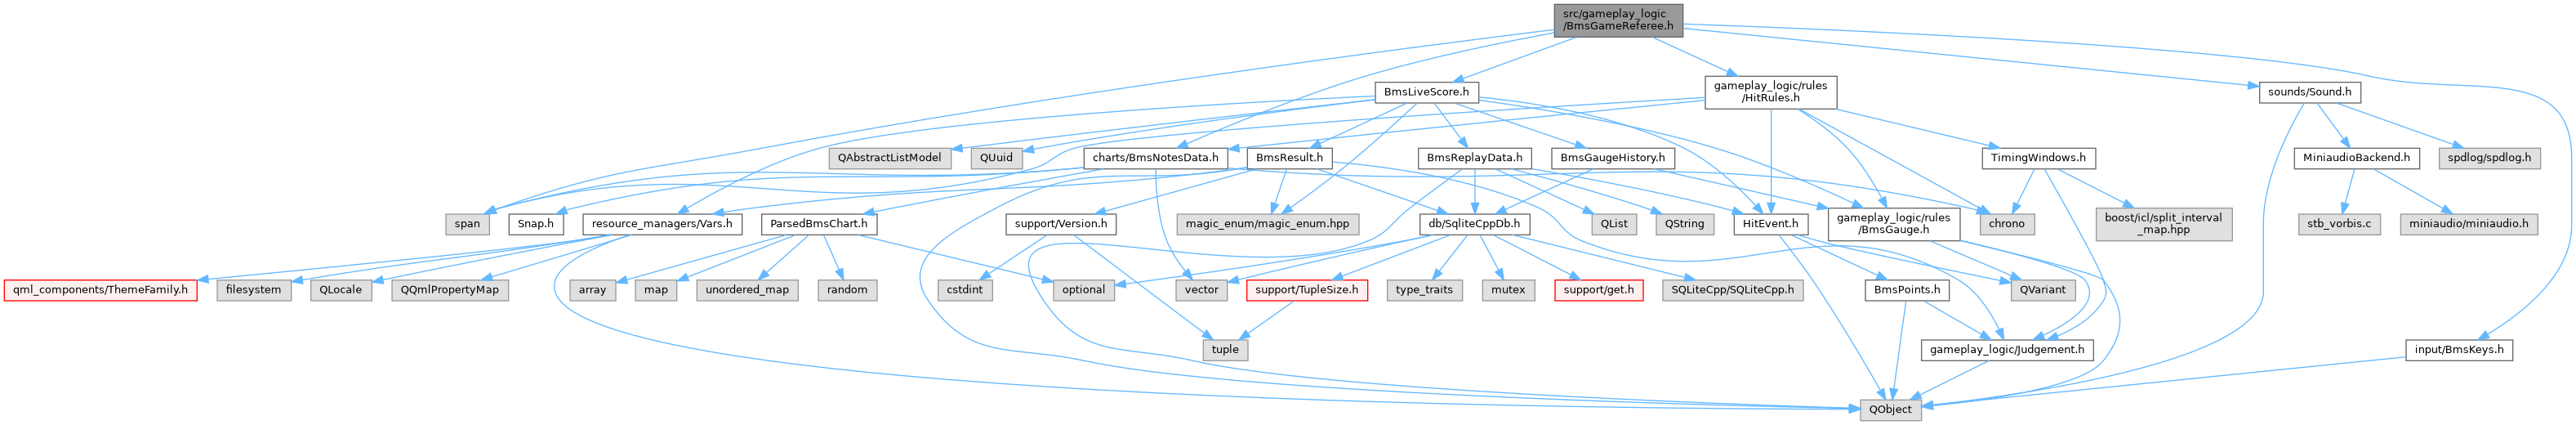 src/gameplay_logic
/BmsGameReferee.h
BmsLiveScore.h
gameplay_logic/rules
/HitRules.h
sounds/Sound.h
QAbstractListModel
QUuid
charts/BmsNotesData.h
BmsResult.h
BmsReplayData.h
BmsGaugeHistory.h
TimingWindows.h
MiniaudioBackend.h
spdlog/spdlog.h
span
Snap.h
resource_managers/Vars.h
ParsedBmsChart.h
support/Version.h
magic_enum/magic_enum.hpp
db/SqliteCppDb.h
QList
QString
HitEvent.h
gameplay_logic/rules
/BmsGauge.h
chrono
boost/icl/split_interval
_map.hpp
stb_vorbis.c
miniaudio/miniaudio.h
qml_components/ThemeFamily.h
filesystem
QLocale
QQmlPropertyMap
array
map
unordered_map
random
cstdint
optional
vector
support/TupleSize.h
type_traits
mutex
support/get.h
SQLiteCpp/SQLiteCpp.h
BmsPoints.h
QVariant
tuple
gameplay_logic/Judgement.h
input/BmsKeys.h
QObject